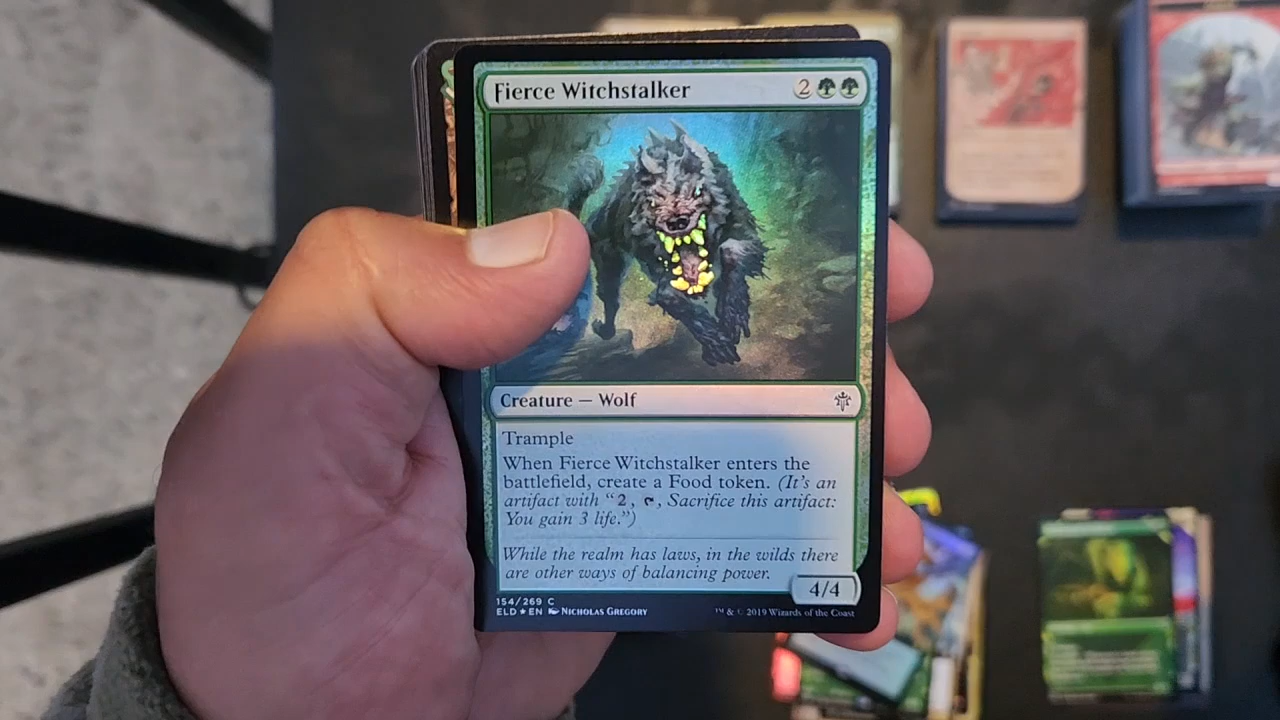 Fierce Witchstalker 2
Creature — Wolf
Trample
When Fierce Witchstalker enters the
battlefield, create a Food token. (It's an
artifact with “2, T, Sacrifice this artifact:
You gain 3 life.”)
While the realm has laws, in the wilds there
are other ways of balancing power.
4/4
154/269 C
ELD ★ EN Nicholas Gregory
™ & © 2019 Wizards of the Coast